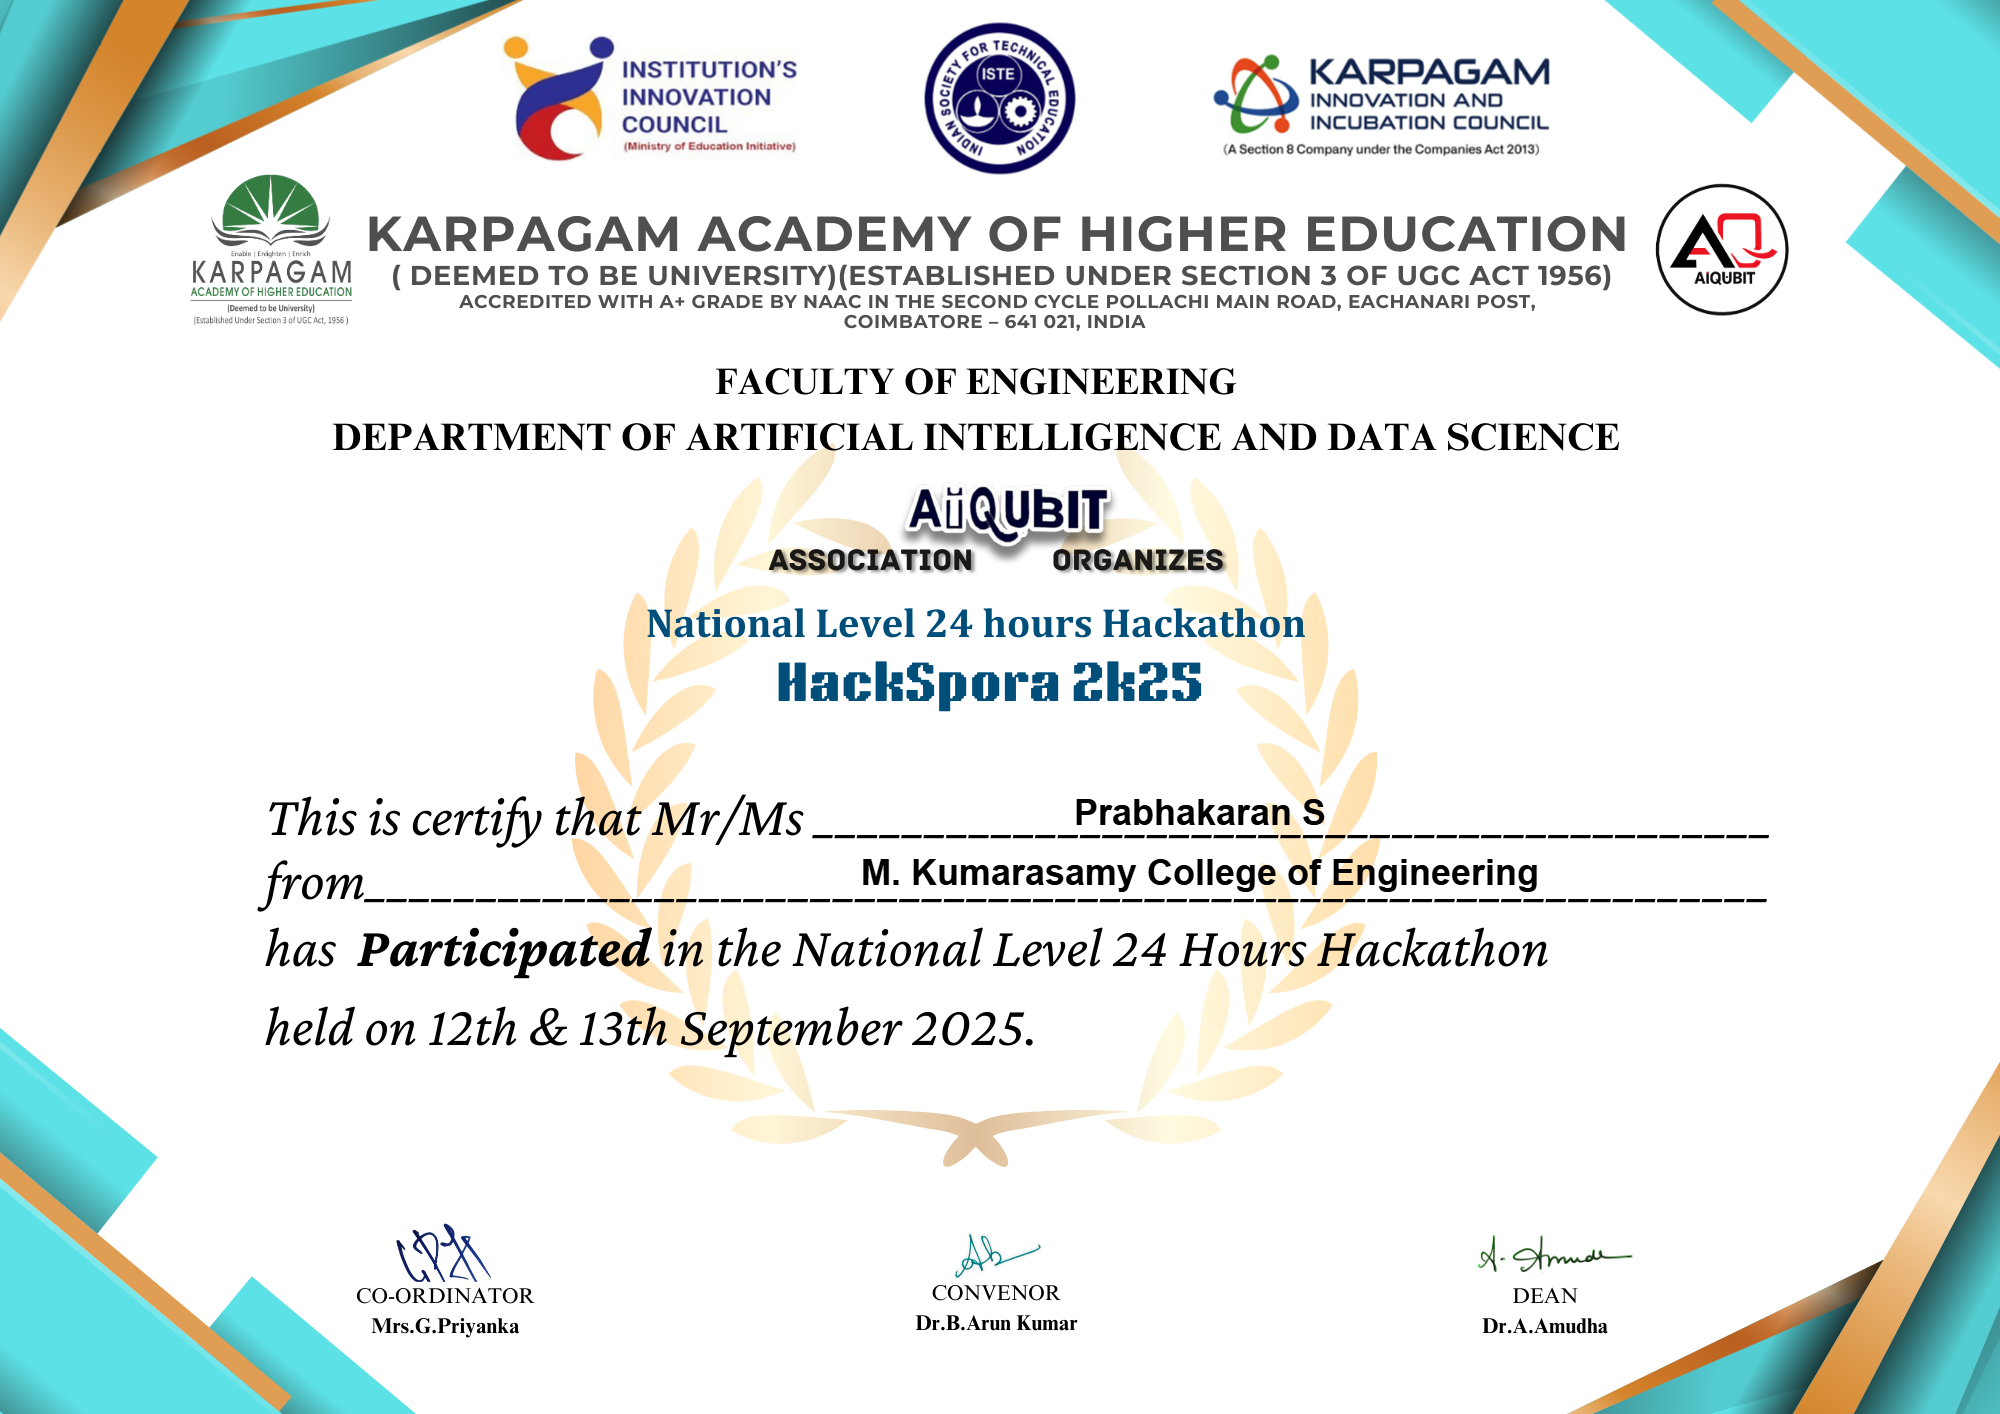 INSTITUTION'S
INNOVATION
COUNCIL
(Ministry of Education Initiative)
INDIAN SOCIETY FOR TECHNICAL EDUCATION
ISTE
KARPAGAM
INNOVATION AND
INCUBATION COUNCIL
(A Section 8 Company under the Companies Act 2013)
Enable | Enlighten | Enrich
KARPAGAM
ACADEMY OF HIGHER EDUCATION
(Deemed to be University)
(Established Under Section 3 of UGC Act, 1956 )
KARPAGAM ACADEMY OF HIGHER EDUCATION
( DEEMED TO BE UNIVERSITY)(ESTABLISHED UNDER SECTION 3 OF UGC ACT 1956)
ACCREDITED WITH A+ GRADE BY NAAC IN THE SECOND CYCLE POLLACHI MAIN ROAD, EACHANARI POST,
COIMBATORE – 641 021, INDIA
AQ
AIQUBIT
FACULTY OF ENGINEERING
DEPARTMENT OF ARTIFICIAL INTELLIGENCE AND DATA SCIENCE
AiQUbIT
ASSOCIATION ORGANIZES
National Level 24 hours Hackathon
HackSpora 2k25
This is certify that Mr/Ms Prabhakaran S
from M. Kumarasamy College of Engineering
has Participated in the National Level 24 Hours Hackathon
held on 12th & 13th September 2025.
A. Amudha
CO-ORDINATOR
Mrs.G.Priyanka
CONVENOR
Dr.B.Arun Kumar
DEAN
Dr.A.Amudha